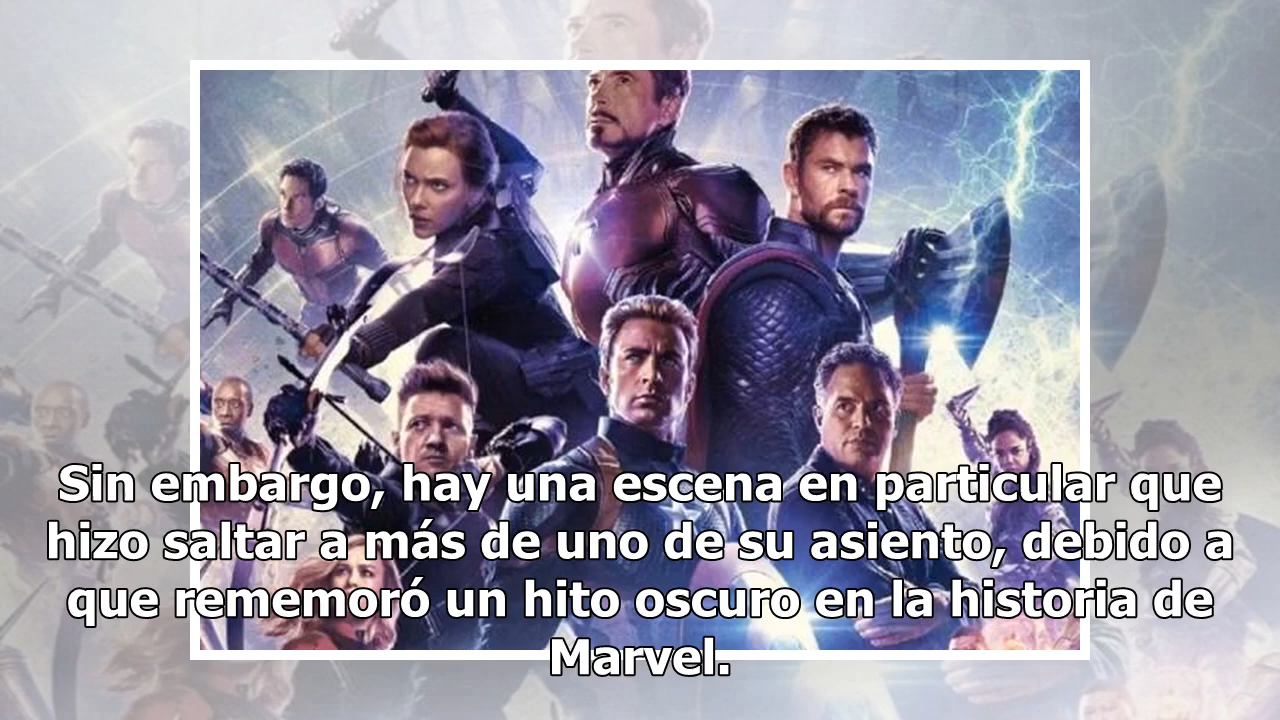 Sin embargo, hay una escena en particular que
hizo saltar a más de uno de su asiento, debido a
que rememoró un hito oscuro en la historia de
Marvel.